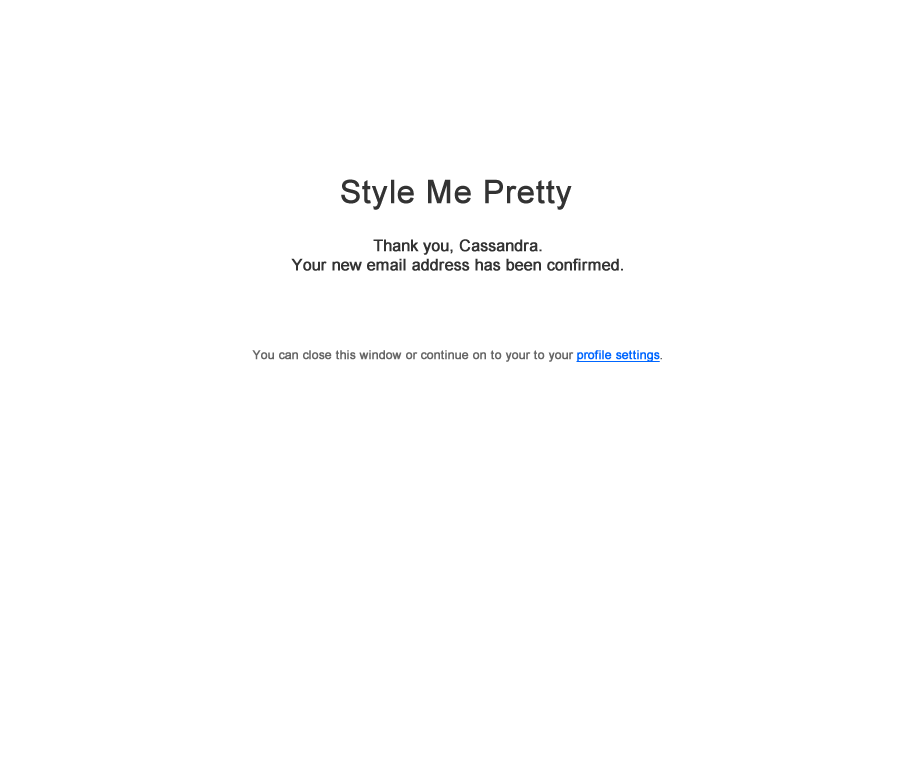 Style Me Pretty
Thank you, Cassandra.
Your new email address has been confirmed.
You can close this window or continue on to your to your profile settings.